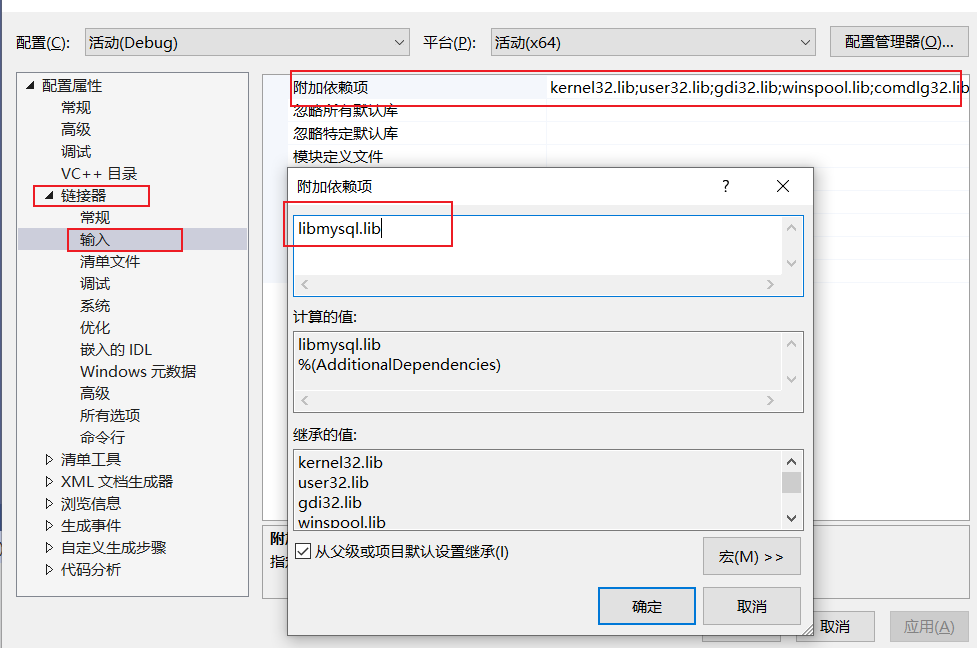 配置(C):
活动(Debug)
平台(P):
活动(x64)
配置管理器(O)...
配置属性
常规
高级
调试
VC++ 目录
链接器
常规
输入
清单文件
调试
系统
优化
嵌入的 IDL
Windows 元数据
高级
所有选项
命令行
清单工具
XML 文档生成器
浏览信息
生成事件
自定义生成步骤
代码分析
附加依赖项
kernel32.lib;user32.lib;gdi32.lib;winspool.lib;comdlg32.lib
忽略所有默认库
忽略特定默认库
模块定义文件
附加依赖项
?
libmysql.lib
计算的值:
libmysql.lib
%(AdditionalDependencies)
继承的值:
kernel32.lib
user32.lib
gdi32.lib
winspool.lib
从父级或项目默认设置继承(I)
宏(M) >>
确定
取消
取消
应用(A)